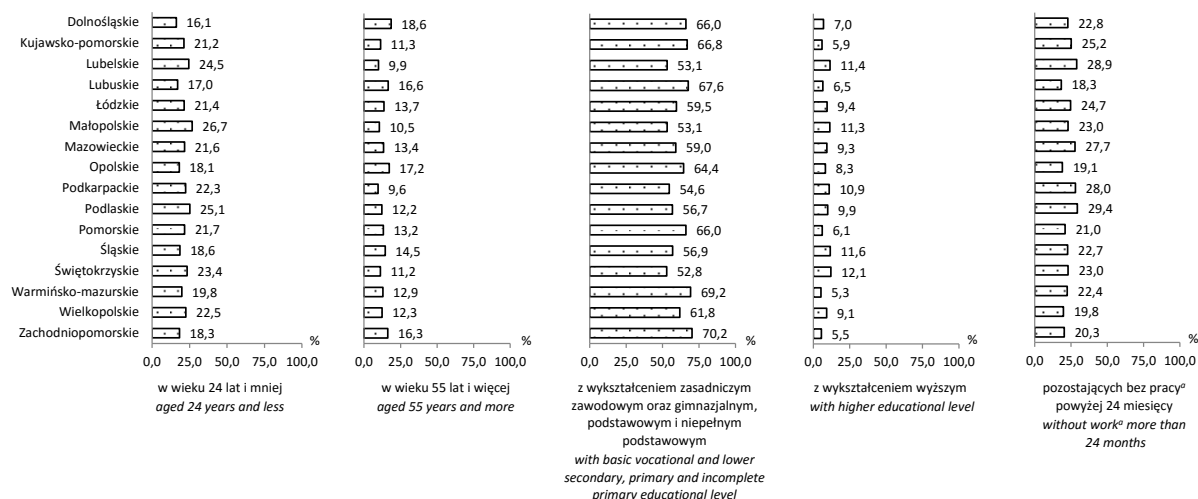 Dolnośląskie 16,1 18,6 66,0 7,0 22,8
Kujawsko-pomorskie 21,2 11,3 66,8 5,9 25,2
Lubelskie 24,5 9,9 53,1 11,4 28,9
Lubuskie 17,0 16,6 67,6 6,5 18,3
Łódzkie 21,4 13,7 59,5 9,4 24,7
Małopolskie 26,7 10,5 53,1 11,3 23,0
Mazowieckie 21,6 13,4 59,0 9,3 27,7
Opolskie 18,1 17,2 64,4 8,3 19,1
Podkarpackie 22,3 9,6 54,6 10,9 28,0
Podlaskie 25,1 12,2 56,7 9,9 29,4
Pomorskie 21,7 13,2 66,0 6,1 21,0
Śląskie 18,6 14,5 56,9 11,6 22,7
Świętokrzyskie 23,4 11,2 52,8 12,1 23,0
Warmińsko-mazurskie 19,8 12,9 69,2 5,3 22,4
Wielkopolskie 22,5 12,3 61,8 9,1 19,8
Zachodniopomorskie 18,3 16,3 70,2 5,5 20,3
% % % % %
0,0 25,0 50,0 75,0 100,0 0,0 25,0 50,0 75,0 100,0 0,0 25,0 50,0 75,0 100,0 0,0 25,0 50,0 75,0 100,0 0,0 25,0 50,0 75,0 100,0
w wieku 24 lat i mniej
aged 24 years and less
w wieku 55 lat i więcej
aged 55 years and more
z wykształceniem zasadniczym
zawodowym oraz gimnazjalnym,
podstawowym i niepełnym
podstawowym
with basic vocational and lower
secondary, primary and incomplete
primary educational level
z wykształceniem wyższym
with higher educational level
pozostających bez pracyᵃ
powyżej 24 miesięcy
without workᵃ more than
24 months